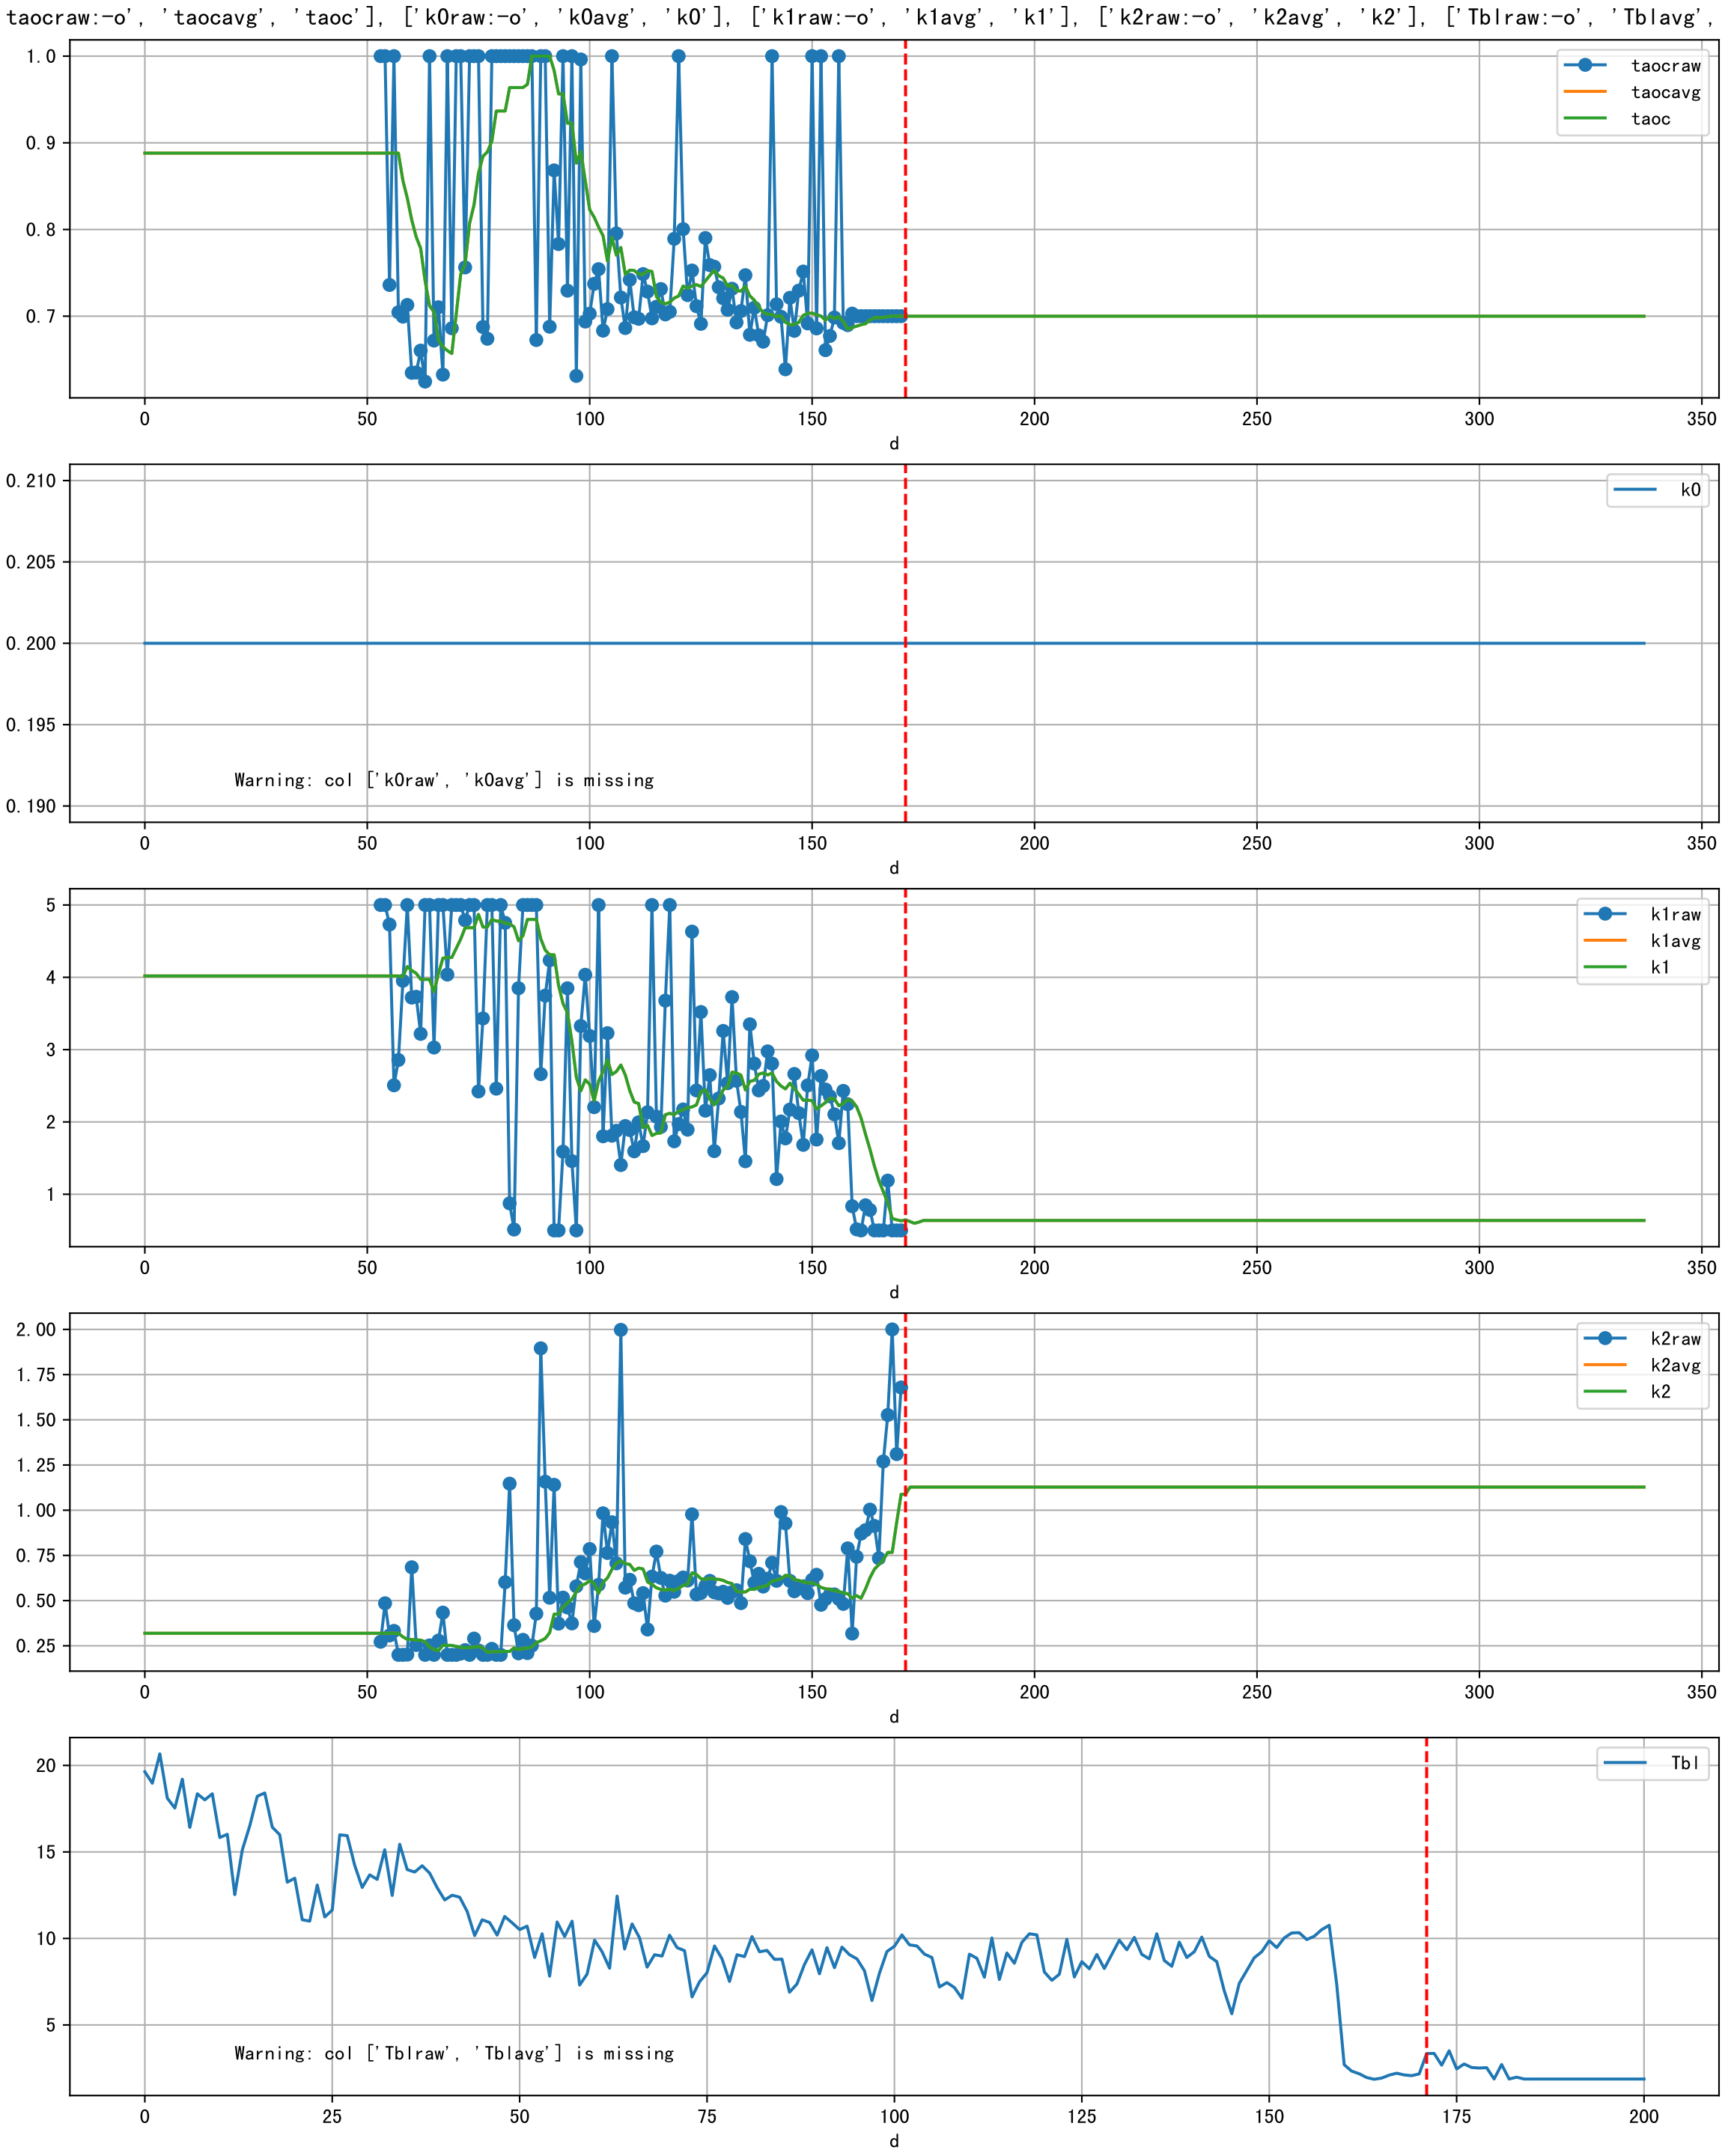 taocraw:-o', 'taocavg', 'taoc'], ['k0raw:-o', 'k0avg', 'k0'], ['k1raw:-o', 'k1avg', 'k1'], ['k2raw:-o', 'k2avg', 'k2'], ['Tblraw:-o', 'Tblavg',
1.0
0.9
0.8
0.7
taocraw
taocavg
taoc
0 50 100 150 200 250 300 350
d
0.210
0.205
0.200
0.195
0.190
k0
Warning: col ['k0raw', 'k0avg'] is missing
0 50 100 150 200 250 300 350
d
5
4
3
2
1
k1raw
k1avg
k1
0 50 100 150 200 250 300 350
d
2.00
1.75
1.50
1.25
1.00
0.75
0.50
0.25
k2raw
k2avg
k2
0 50 100 150 200 250 300 350
d
20
15
10
5
Tbl
Warning: col ['Tblraw', 'Tblavg'] is missing
0 25 50 75 100 125 150 175 200
d